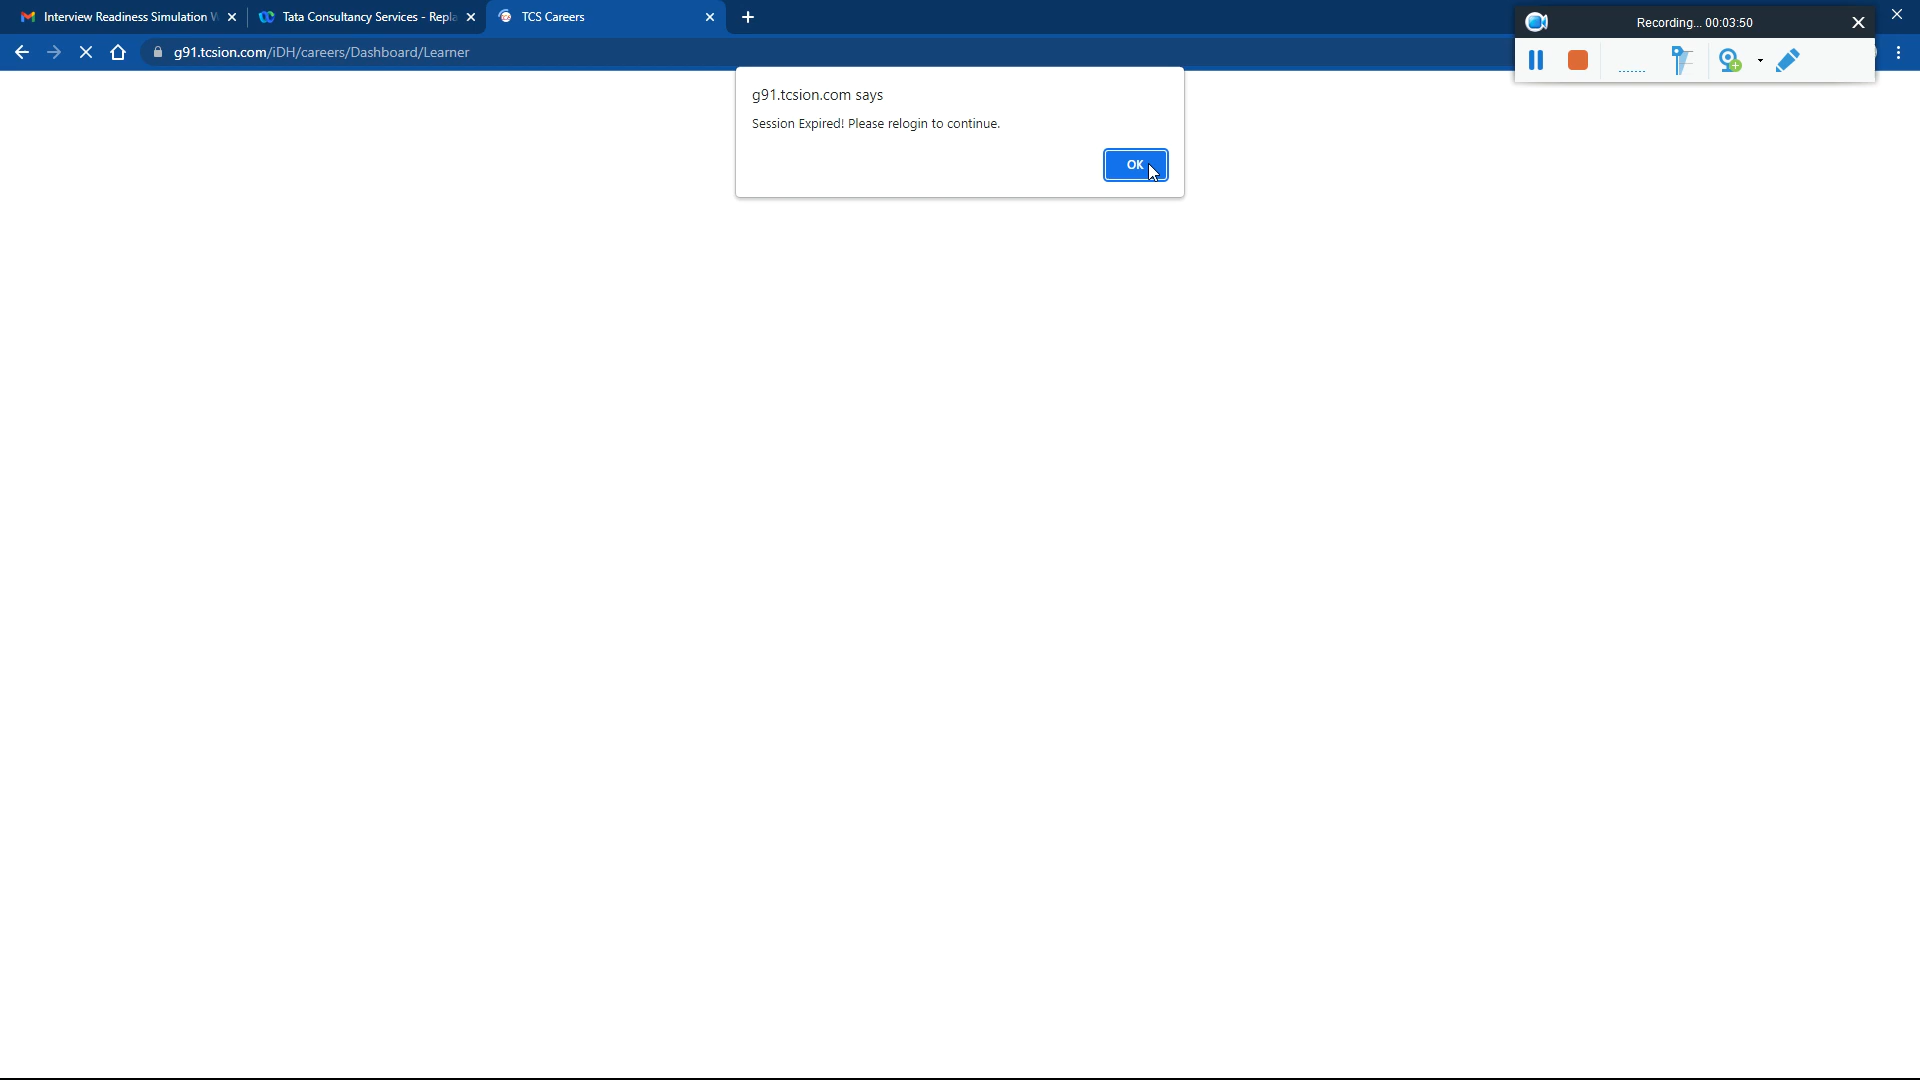 Interview Readiness Simulation W
Tata Consultancy Services - Repla
TCS Careers
Recording... 00:03:50
g91.tcsion.com/iDH/careers/Dashboard/Learner
g91.tcsion.com says
Session Expired! Please relogin to continue.
OK